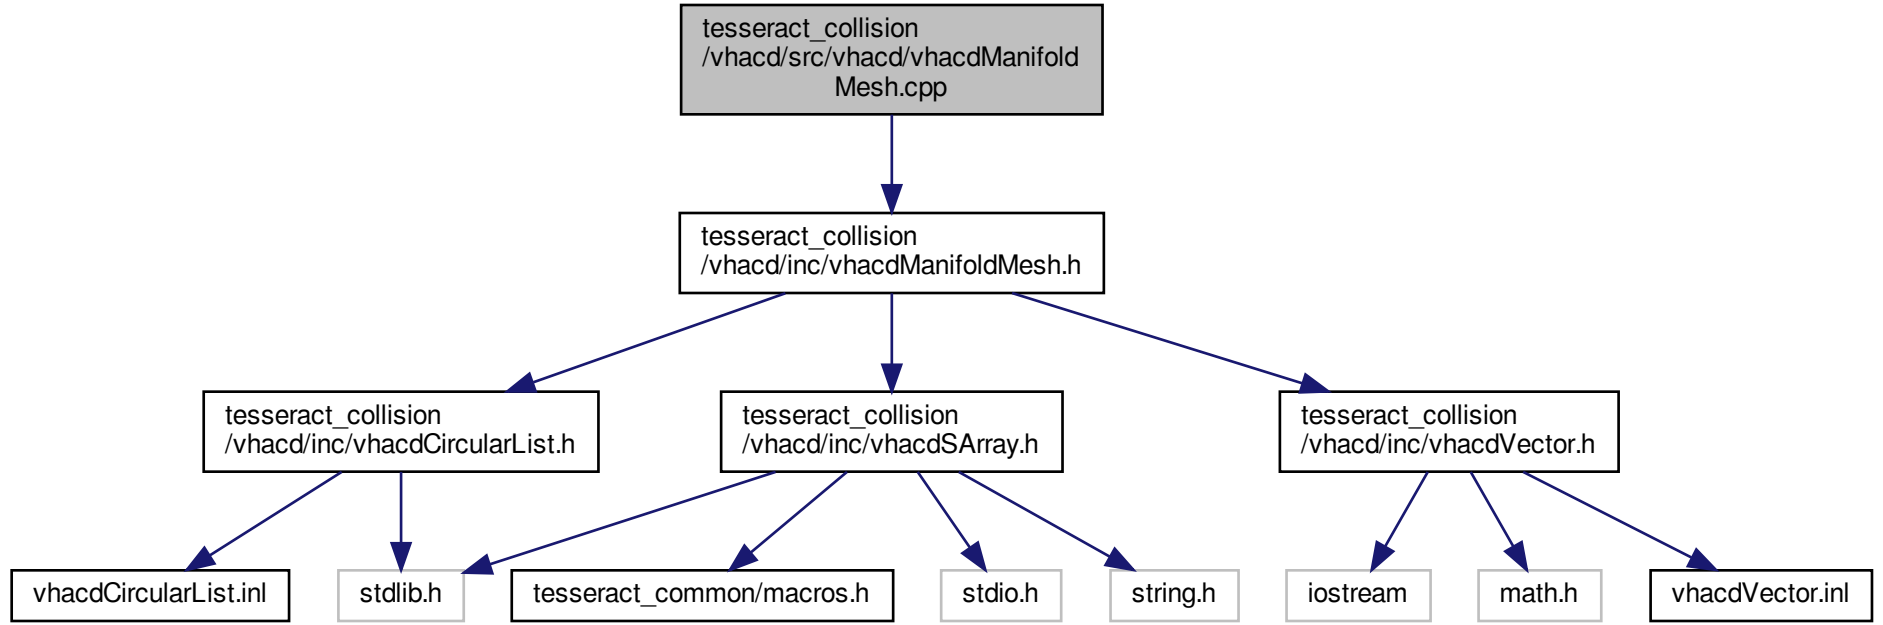 tesseract_collision
/vhacd/src/vhacd/vhacdManifold
Mesh.cpp
tesseract_collision
/vhacd/inc/vhacdManifoldMesh.h
tesseract_collision
/vhacd/inc/vhacdCircularList.h
tesseract_collision
/vhacd/inc/vhacdSArray.h
tesseract_collision
/vhacd/inc/vhacdVector.h
vhacdCircularList.inl
stdlib.h
tesseract_common/macros.h
stdio.h
string.h
iostream
math.h
vhacdVector.inl